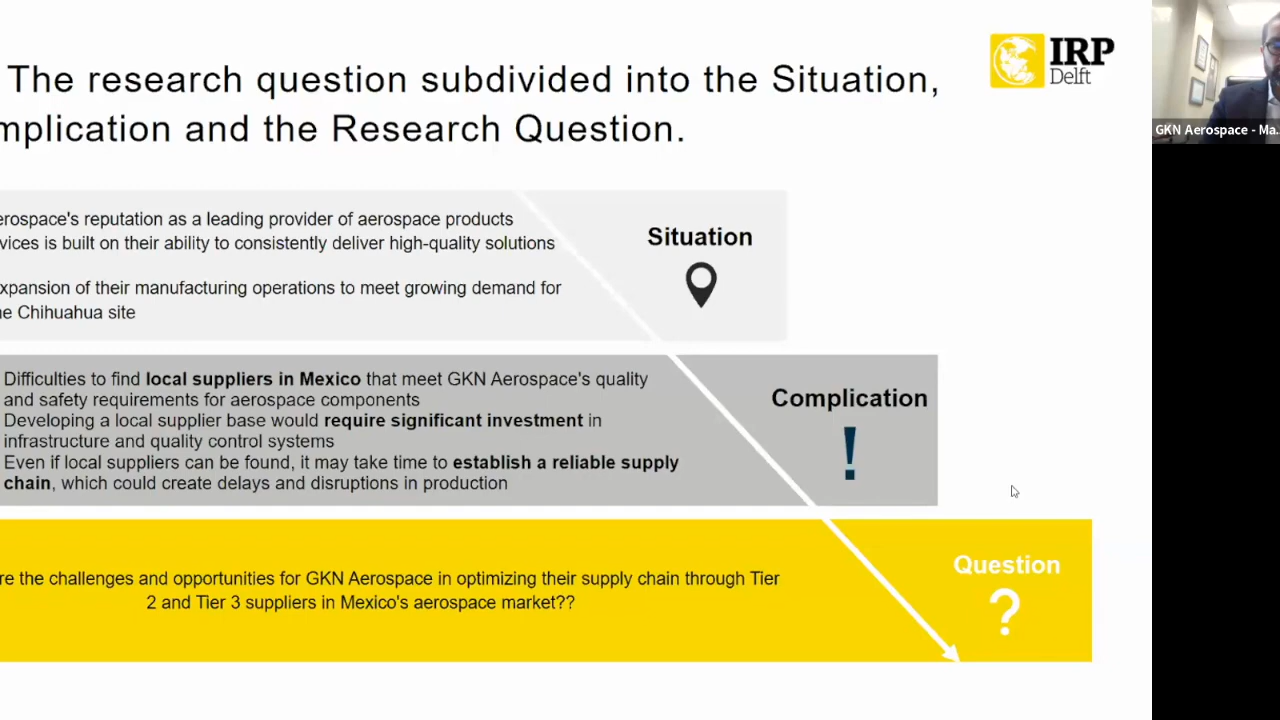 The research question subdivided into the Situation,
mplication and the Research Question.
IRP
Delft
GKN Aerospace - Ma...
erospace's reputation as a leading provider of aerospace products
vices is built on their ability to consistently deliver high-quality solutions
xpansion of their manufacturing operations to meet growing demand for
he Chihuahua site
Situation
Difficulties to find local suppliers in Mexico that meet GKN Aerospace's quality
and safety requirements for aerospace components
Developing a local supplier base would require significant investment in
infrastructure and quality control systems
Even if local suppliers can be found, it may take time to establish a reliable supply
chain, which could create delays and disruptions in production
Complication
!
re the challenges and opportunities for GKN Aerospace in optimizing their supply chain through Tier
2 and Tier 3 suppliers in Mexico's aerospace market??
Question
?